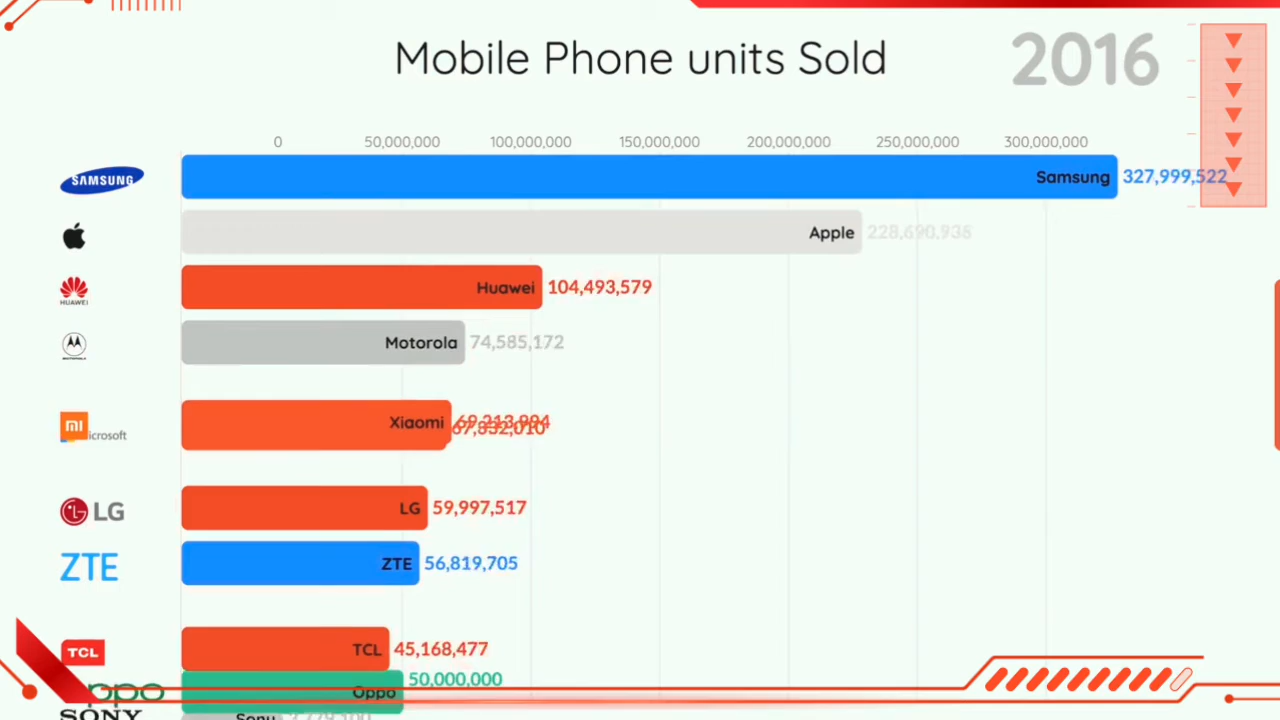 Mobile Phone units Sold
2016
0 50,000,000 100,000,000 150,000,000 200,000,000 250,000,000 300,000,000
SAMSUNG Samsung 327,999,522
Apple
HUAWEI Huawei 104,493,579
Motorola 74,585,172
mi icrosoft Xiaomi
LG LG 59,997,517
ZTE ZTE 56,819,705
TCL TCL 45,168,477
oppo Oppo 50,000,000
SONY Sony